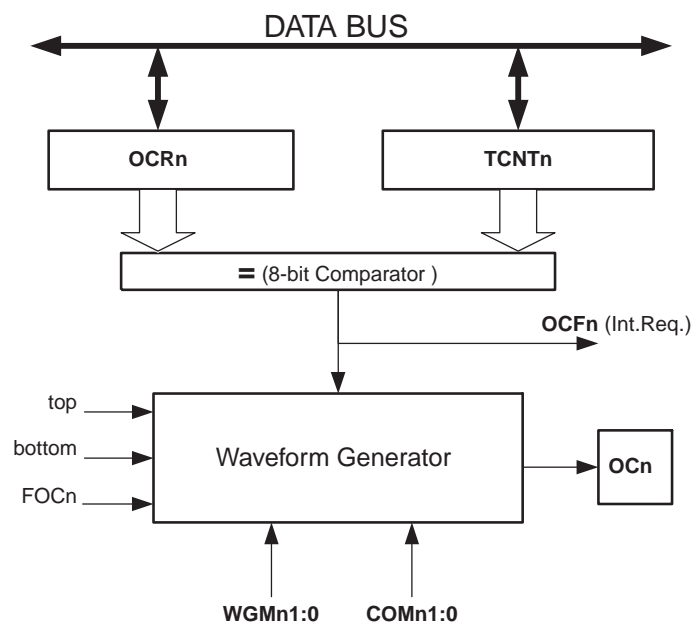 DATA BUS
OCRn
TCNTn
= (8-bit Comparator )
OCFn (Int.Req.)
top
bottom
FOCn
Waveform Generator
OCn
WGMn1:0
COMn1:0